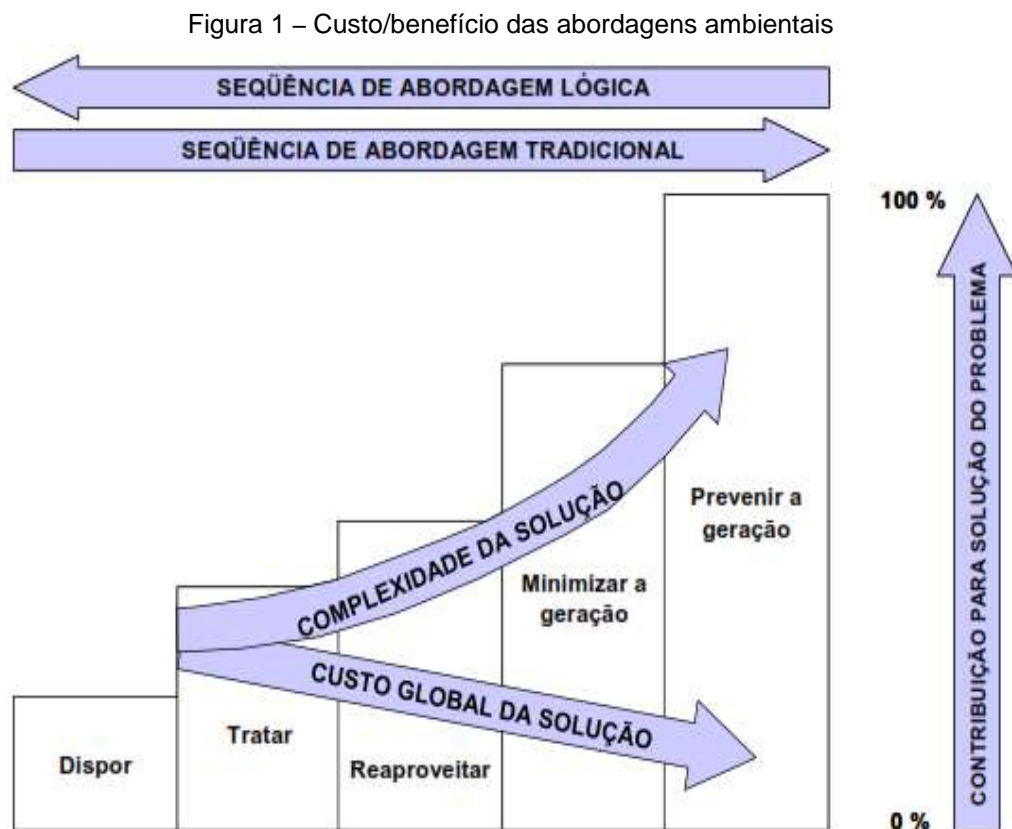 Figura 1 – Custo/benefício das abordagens ambientais
SEQÜÊNCIA DE ABORDAGEM LÓGICA
SEQÜÊNCIA DE ABORDAGEM TRADICIONAL
100 %
CONTRIBUIÇÃO PARA SOLUÇÃO DO PROBLEMA
Prevenir a
geração
COMPLEXIDADE DA SOLUÇÃO
Minimizar a
geração
CUSTO GLOBAL DA SOLUÇÃO
Tratar
Dispor
Reaproveitar
0 %